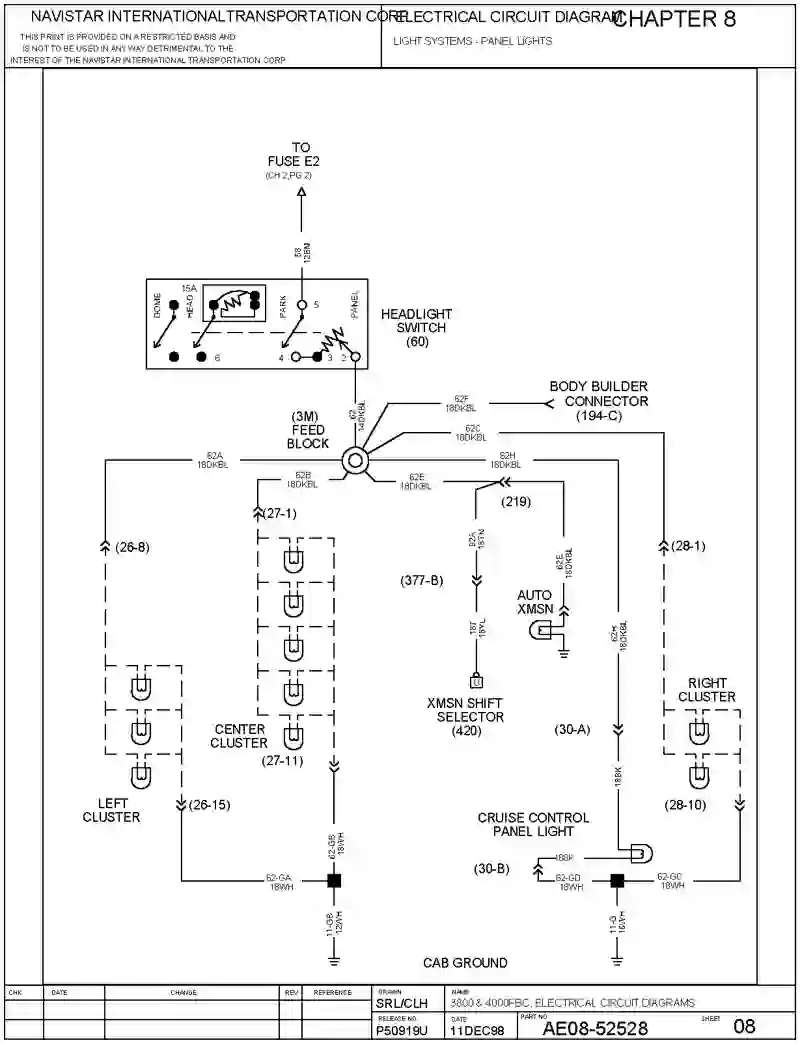 NAVISTAR INTERNATIONAL TRANSPORTATION CORP.
THIS PRINT IS PROVIDED ON A RESTRICTED BASIS AND
IS NOT TO BE USED IN ANY WAY DETRIMENTAL TO THE
INTEREST OF THE NAVISTAR INTERNATIONAL TRANSPORTATION CORP
ELECTRICAL CIRCUIT DIAGRAM
CHAPTER 8
LIGHT SYSTEMS - PANEL LIGHTS
TO
FUSE E2
(CH 2,PG 2)
58
12BN
DOME
HEAD
15A
PARK
5
PANEL
6
4
3
2
HEADLIGHT
SWITCH
(60)
62
14DKBL
(3M)
FEED
BLOCK
62F
18DKBL
BODY BUILDER
CONNECTOR
(194-C)
62C
18DKBL
62A
18DKBL
62B
18DKBL
62E
18DKBL
62H
18DKBL
(219)
(27-1)
(26-8)
(28-1)
92A
18TN
(377-B)
18T
18YL
62E
18DKBL
AUTO
XMSN
62H
18DKBL
XMSN SHIFT
SELECTOR
(420)
RIGHT
CLUSTER
CENTER
CLUSTER
(27-11)
(30-A)
18BK
LEFT
CLUSTER
(26-15)
(28-10)
CRUISE CONTROL
PANEL LIGHT
62-GB
18WH
(30-B)
18BK
62-GA
18WH
62-GD
18WH
62-GC
18WH
11-GB
12WH
11-G
16WH
CAB GROUND
CHK
DATE
CHANGE
REV
REFERENCE
DRAWN
SRL/CLH
NAME
3800 & 4000FBC, ELECTRICAL CIRCUIT DIAGRAMS
RELEASE NO.
P50919U
DATE
11DEC98
PART NO.
AE08-52528
SHEET
08